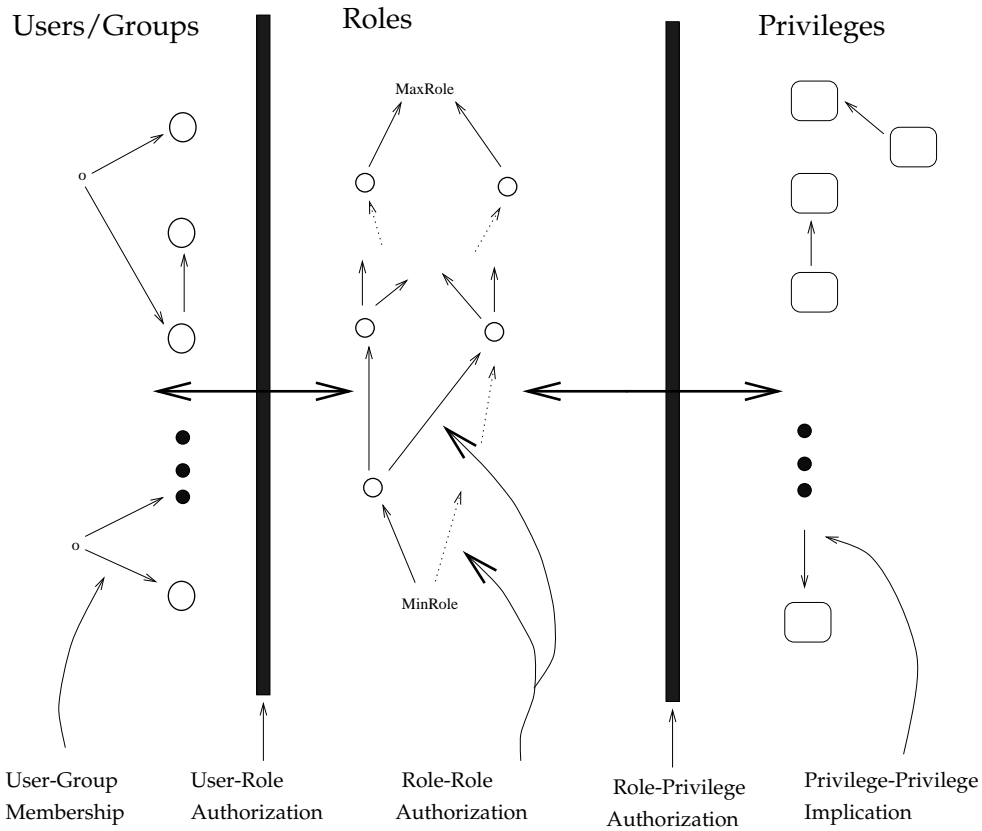 Users/Groups
Roles
Privileges
MaxRole
MinRole
User-Group
Membership
User-Role
Authorization
Role-Role
Authorization
Role-Privilege
Authorization
Privilege-Privilege
Implication